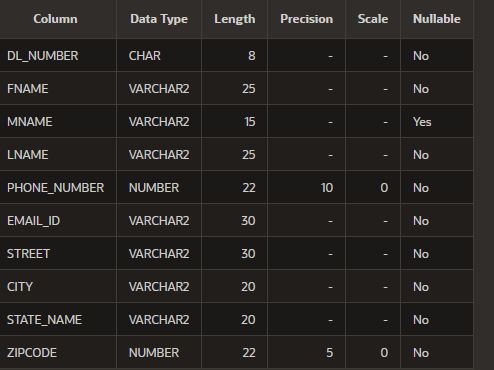 Column Data Type Length Precision Scale Nullable
DL_NUMBER CHAR 8 - - No
FNAME VARCHAR2 25 - - No
MNAME VARCHAR2 15 - - Yes
LNAME VARCHAR2 25 - - No
PHONE_NUMBER NUMBER 22 10 0 No
EMAIL_ID VARCHAR2 30 - - No
STREET VARCHAR2 30 - - No
CITY VARCHAR2 20 - - No
STATE_NAME VARCHAR2 20 - - No
ZIPCODE NUMBER 22 5 0 No